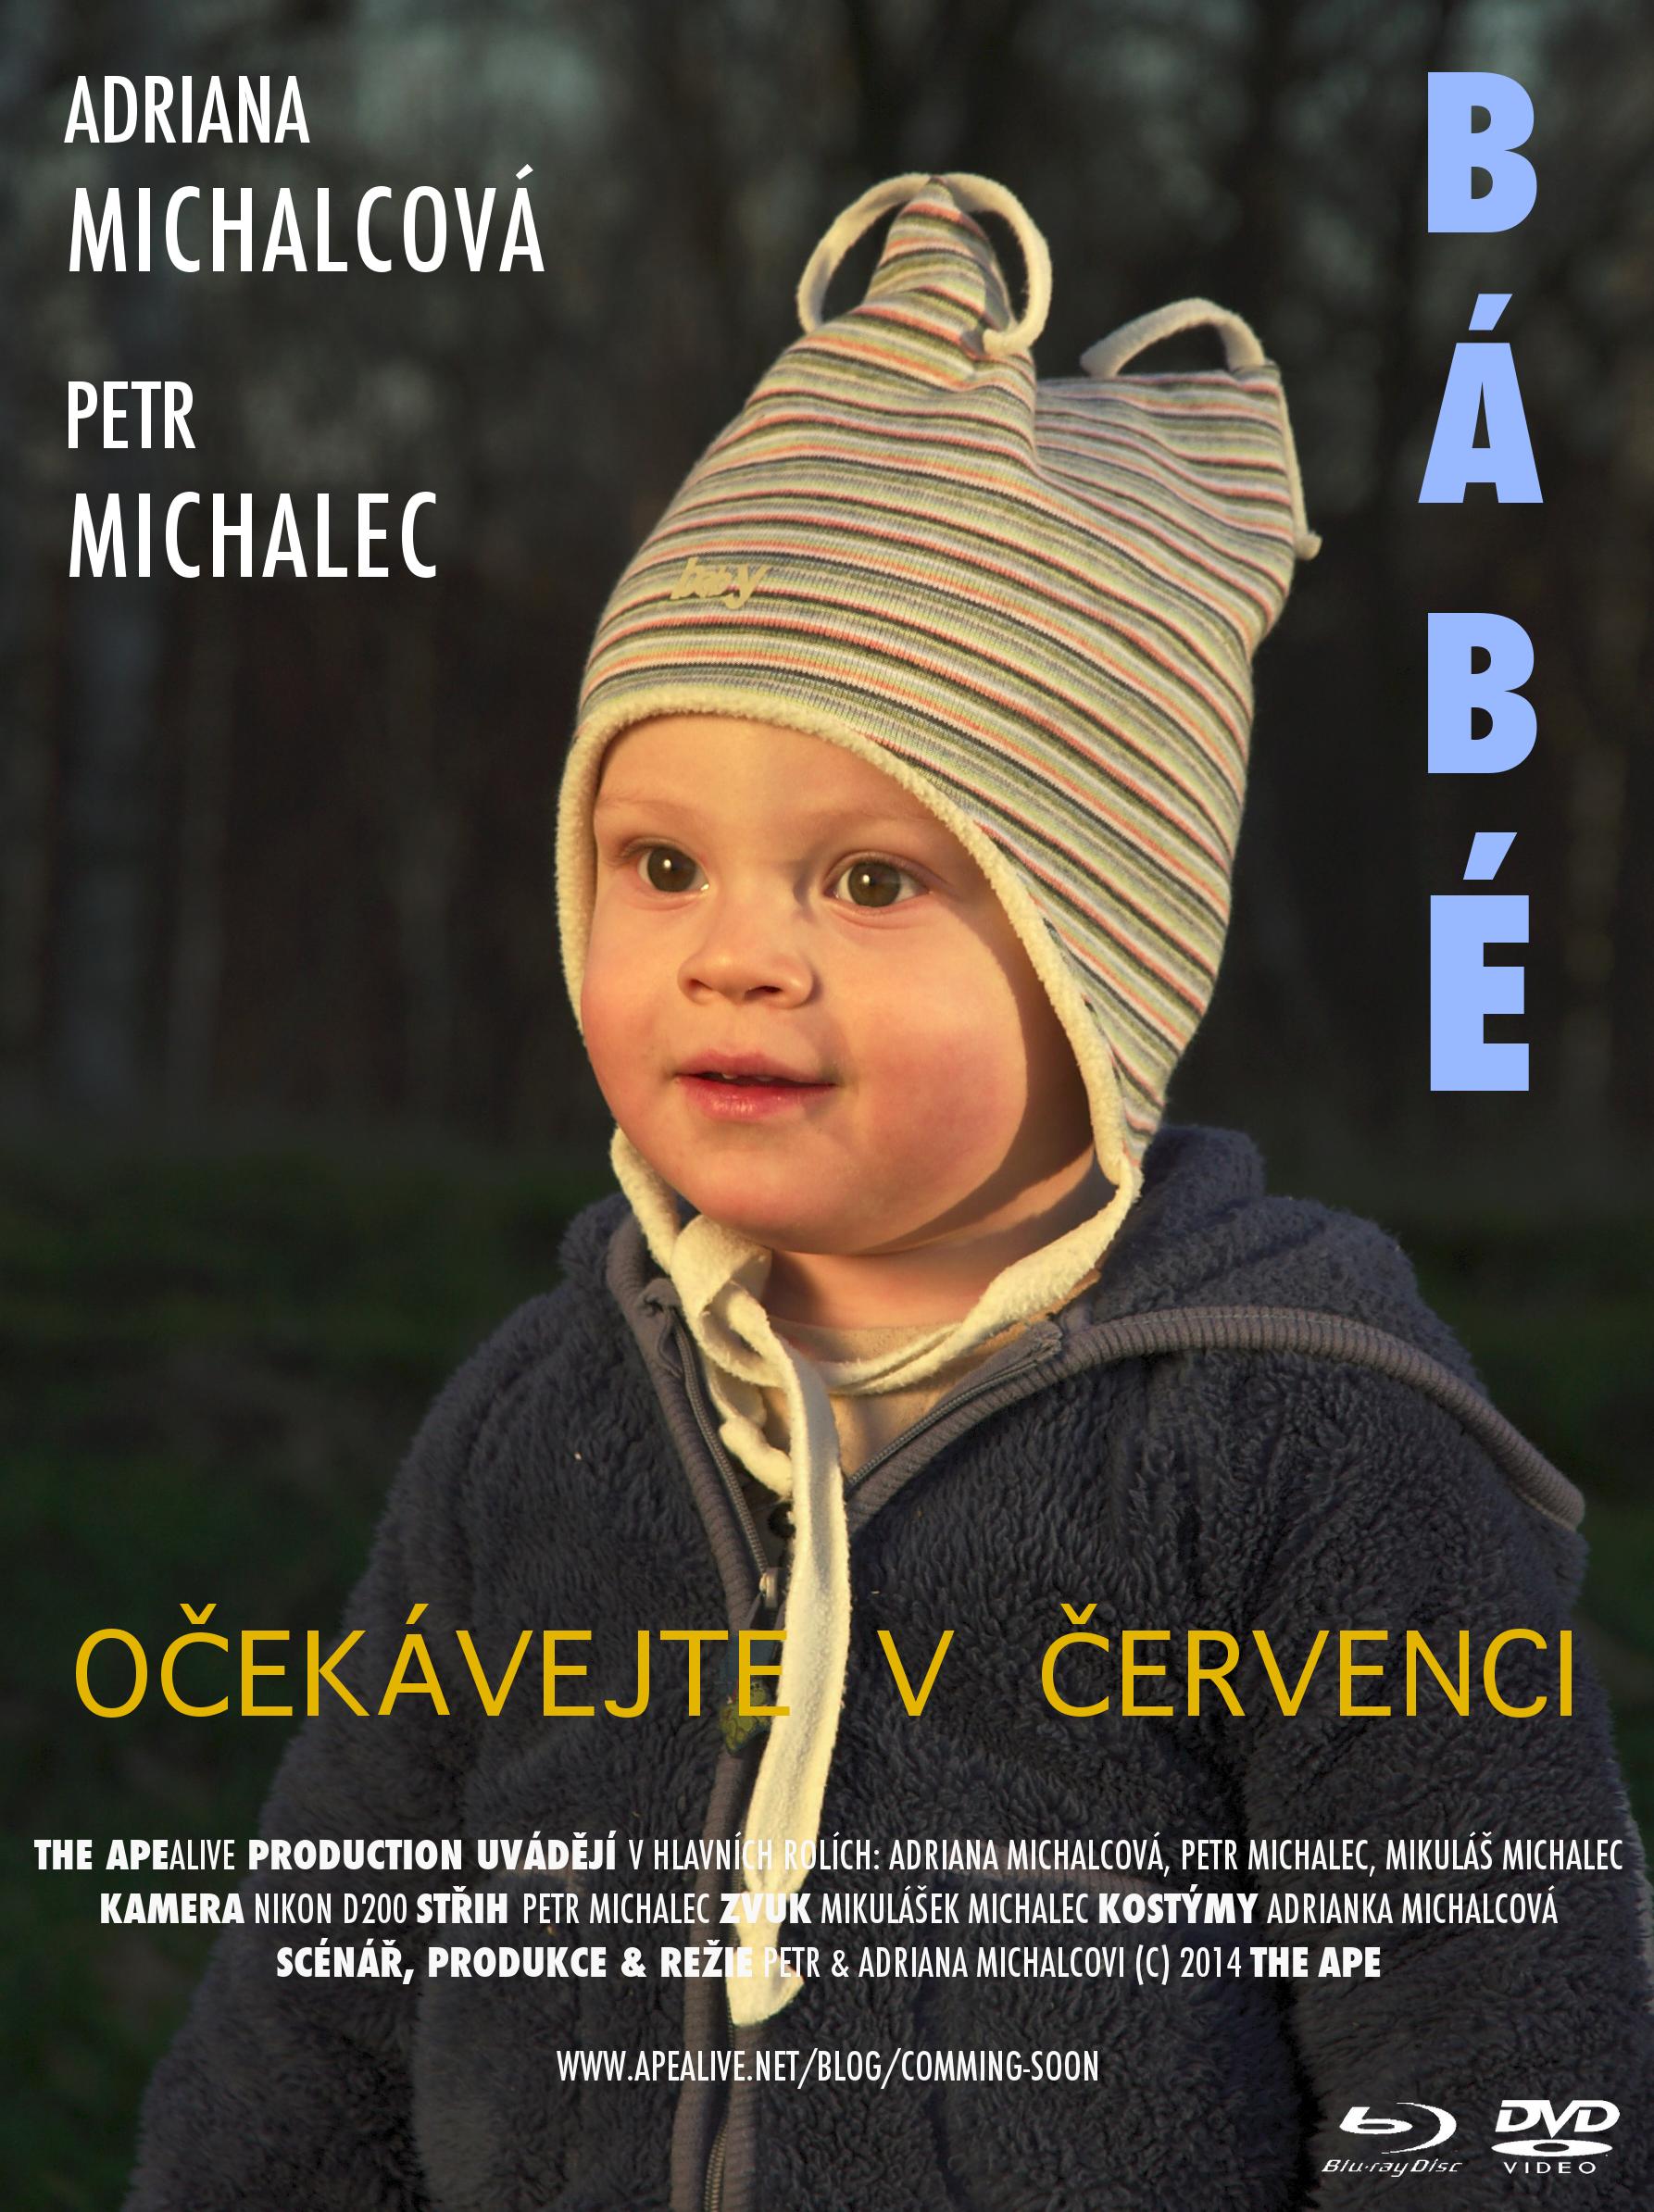 ADRIANA
MICHALCOVÁ
PETR
MICHALEC
B
Á
B
É
boy
OČEKÁVEJTE V ČERVENCI
THE APEALIVE PRODUCTION UVÁDĚJÍ V HLAVNÍCH ROLÍCH: ADRIANA MICHALCOVÁ, PETR MICHALEC, MIKULÁŠ MICHALEC
KAMERA NIKON D200 STŘIH PETR MICHALEC ZVUK MIKULÁŠEK MICHALEC KOSTÝMY ADRIANKA MICHALCOVÁ
SCÉNÁŘ, PRODUKCE & REŽIE PETR & ADRIANA MICHALCOVI (C) 2014 THE APE
WWW.APEALIVE.NET/BLOG/COMMING-SOON
Blu-ray Disc
DVD
VIDEO